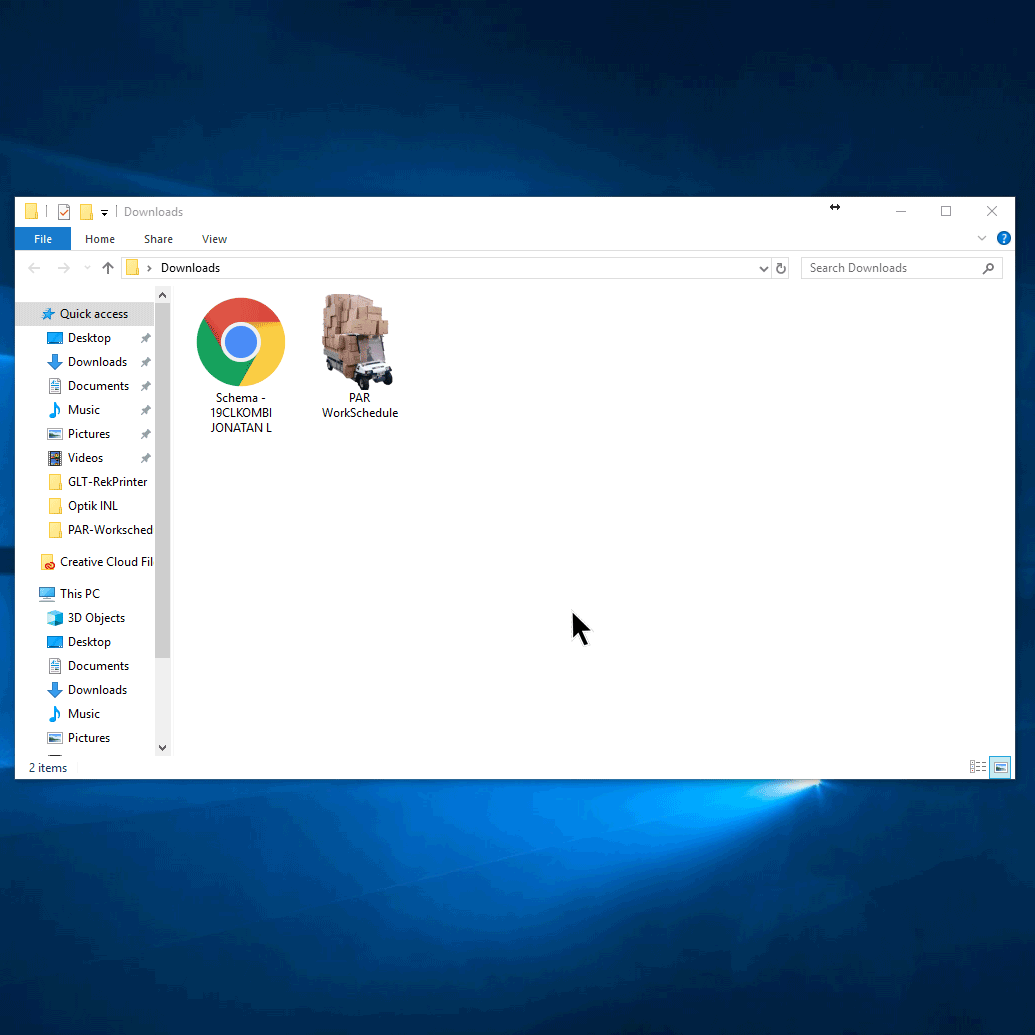 Downloads
File
Home
Share
View
?
Downloads
Search Downloads
Quick access
Desktop
Downloads
Documents
Music
Pictures
Videos
GLT-RekPrinter
Optik INL
PAR-Worksched
Creative Cloud Fil
This PC
3D Objects
Desktop
Documents
Downloads
Music
Pictures
Schema -
19CLKOMBI
JONATAN L
PAR
WorkSchedule
2 items